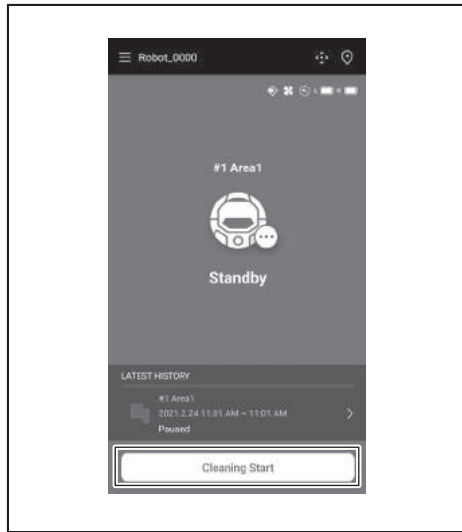 Robot_0000
L R
#1 Area1
Standby
LATEST HISTORY
#1 Area1
2021.2.24 11:01 AM ~ 11:01 AM
Paused
Cleaning Start